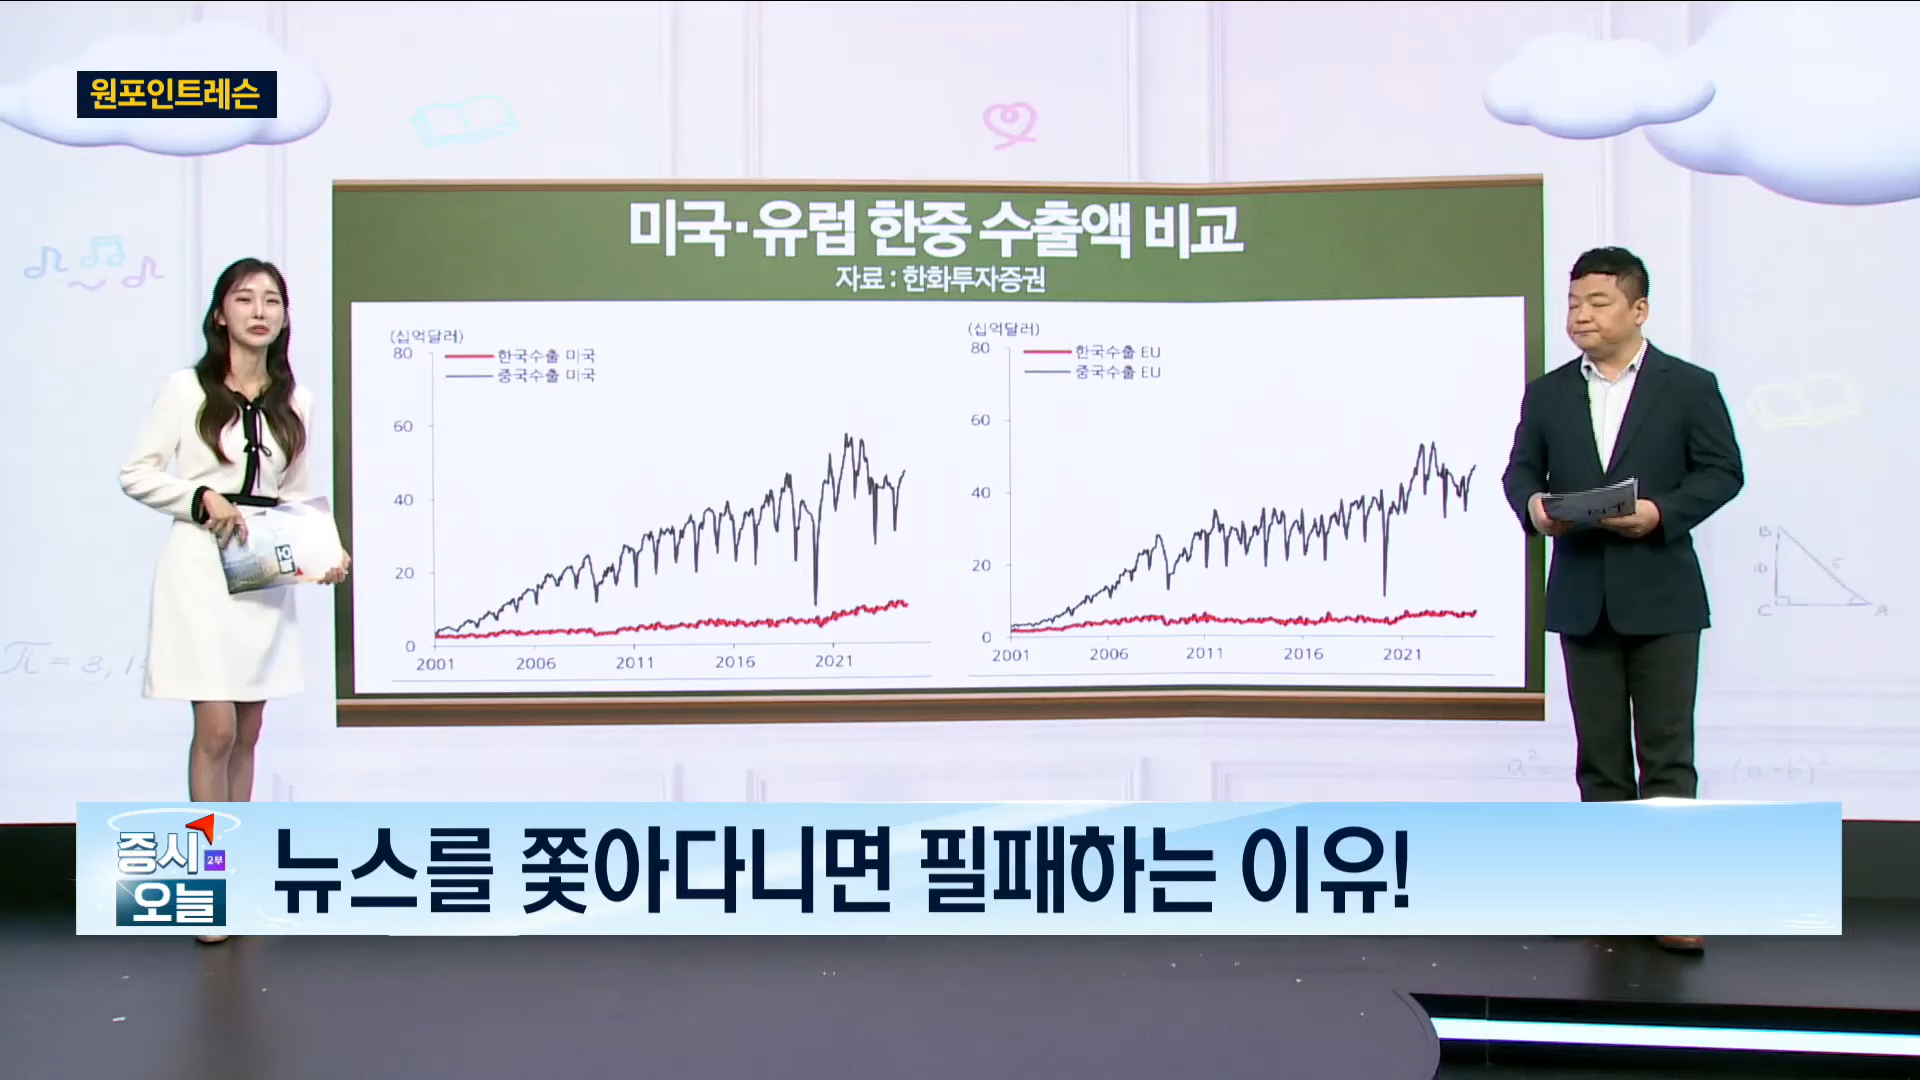 원포인트레슨
미국·유럽 한중 수출액 비교
자료 : 한화투자증권
(십억달러)
한국수출 미국
중국수출 미국
80
60
40
20
0
2001 2006 2011 2016 2021
(십억달러)
한국수출 EU
중국수출 EU
80
60
40
20
0
2001 2006 2011 2016 2021
B
C
A
a²=
증시 2부
오늘
뉴스를 쫓아다니면 필패하는 이유!